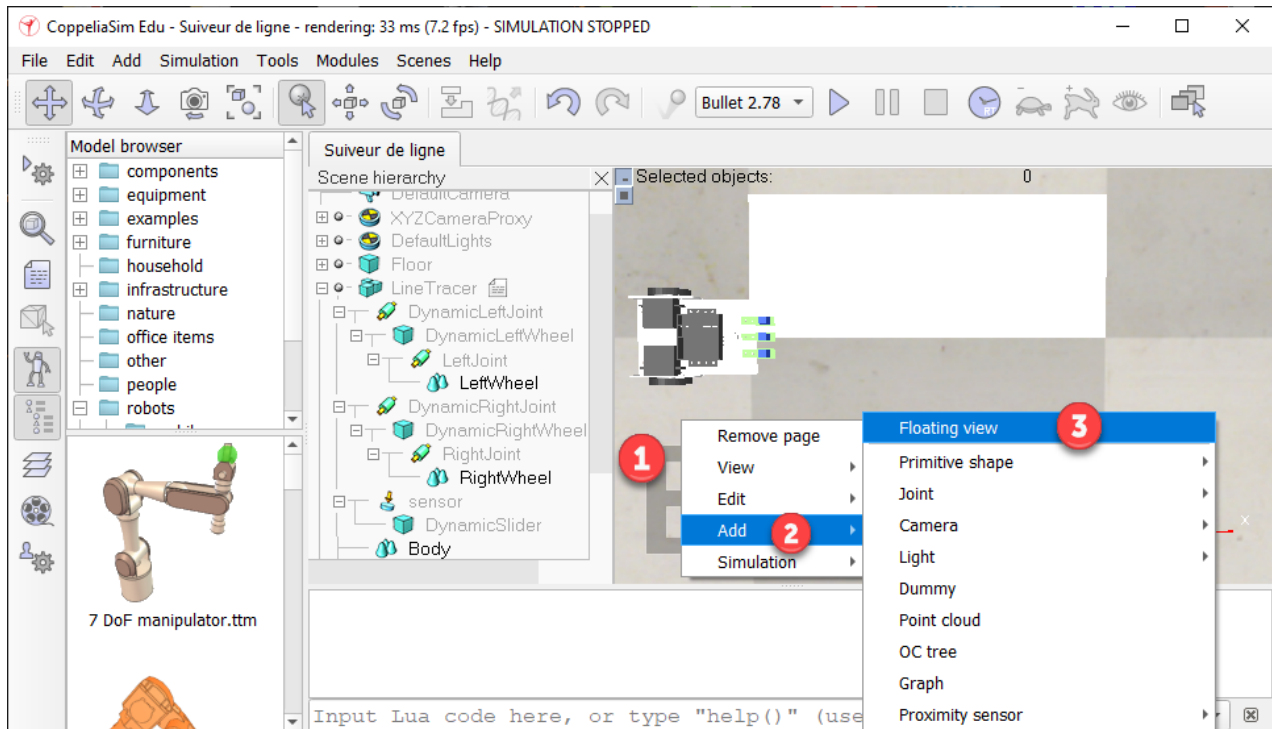 CoppeliaSim Edu - Suiveur de ligne - rendering: 33 ms (7.2 fps) - SIMULATION STOPPED
File Edit Add Simulation Tools Modules Scenes Help
Bullet 2.78
RT
Model browser
components
equipment
examples
furniture
household
infrastructure
nature
office items
other
people
robots
7 DoF manipulator.ttm
Suiveur de ligne
Scene hierarchy
DefaultCamera
XYZCameraProxy
DefaultLights
Floor
LineTracer
DynamicLeftJoint
DynamicLeftWheel
LeftJoint
LeftWheel
DynamicRightJoint
DynamicRightWheel
RightJoint
RightWheel
sensor
DynamicSlider
Body
Selected objects: 0
1
Remove page
View
Edit
Add 2
Simulation
Floating view 3
Primitive shape
Joint
Camera
Light
Dummy
Point cloud
OC tree
Graph
Proximity sensor
x
Input Lua code here, or type "help()" (use